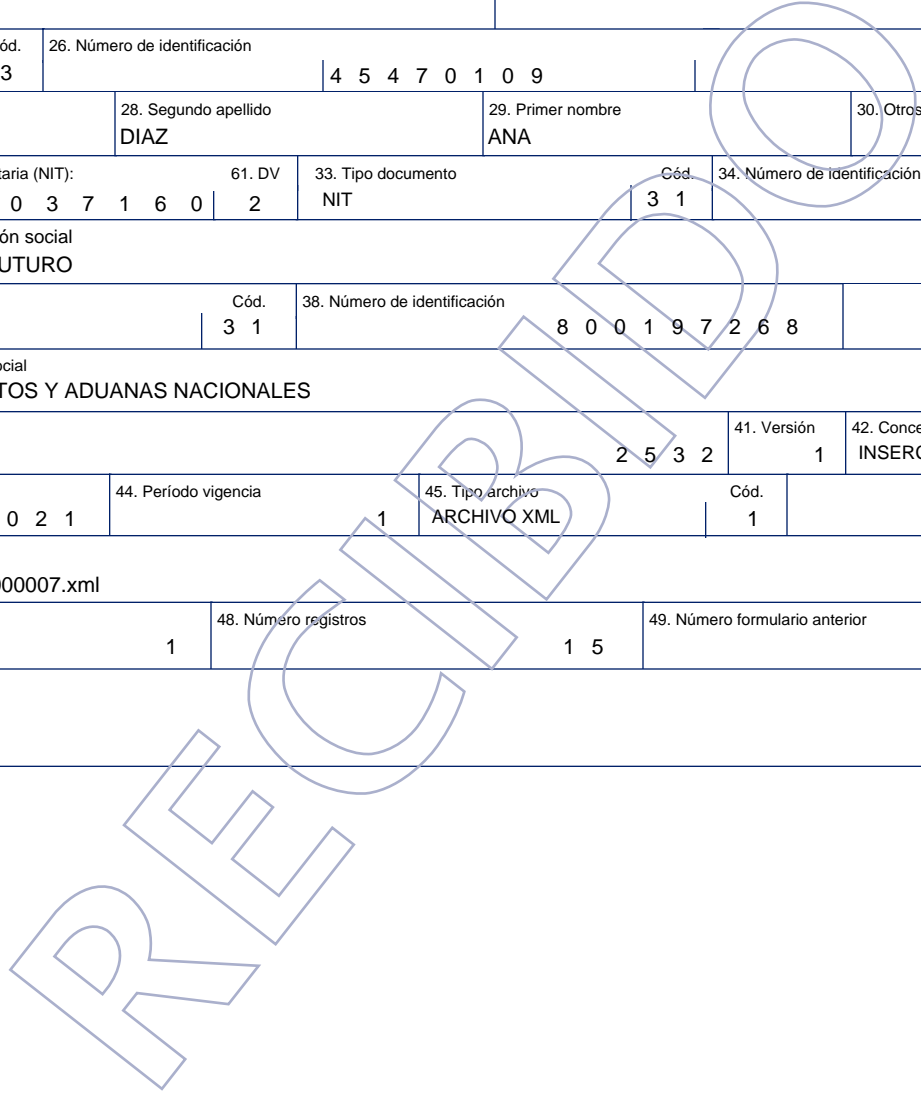 ód. 26. Número de identificación
3 4 5 4 7 0 1 0 9
28. Segundo apellido 29. Primer nombre 30. Otros
DIAZ ANA
taria (NIT): 61. DV 33. Tipo documento Cód. 34. Número de identificación
0 3 7 1 6 0 2 NIT 3 1
ón social
UTURO
Cód. 38. Número de identificación
3 1 8 0 0 1 9 7 2 6 8
ocial
TOS Y ADUANAS NACIONALES
41. Versión 42. Conce
2 5 3 2 1 INSERC
44. Período vigencia 45. Tipo archivo Cód.
0 2 1 1 ARCHIVO XML 1
000007.xml
48. Número registros 49. Número formulario anterior
1 1 5
RECIBIDO